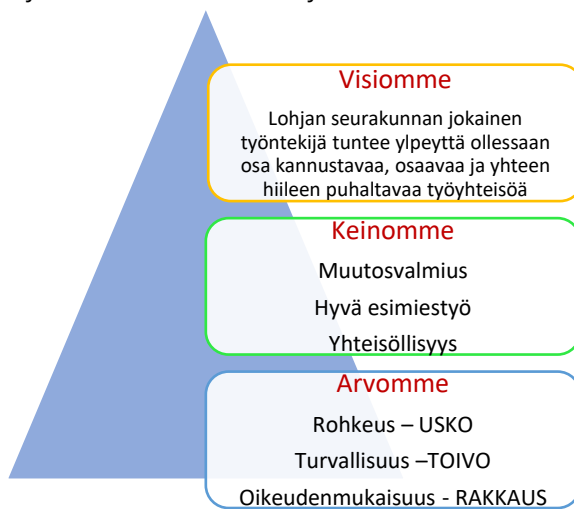 Visiomme
Lohjan seurakunnan jokainen
työntekijä tuntee ylpeyttä ollessaan
osa kannustavaa, osaavaa ja yhteen
hiileen puhaltavaa työyhteisöä
Keinomme
Muutosvalmius
Hyvä esimiestyö
Yhteisöllisyys
Arvomme
Rohkeus – USKO
Turvallisuus –TOIVO
Oikeudenmukaisuus - RAKKAUS